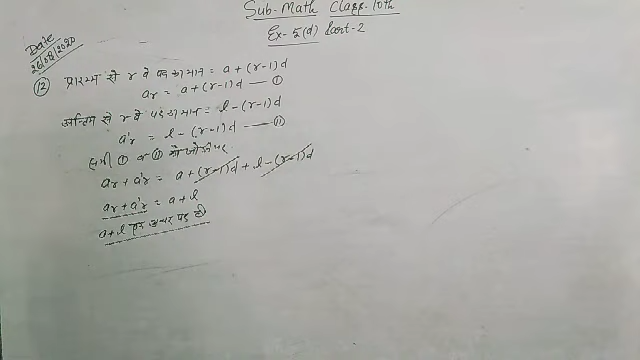 Sub- Math Class- 10th
Ex- 5(d) Part-2
Date
26/08/2020
(12) प्रारम्भ से r वें पद का मान = a + (r-1)d
ar = a + (r-1)d — (i)
अन्तिम से r वें पद का मान = l - (r-1)d
a'r = l - (r-1)d — (ii)
समी (i) व (ii) को जोड़ने पर
ar + a'r = a + (r-1)d + l - (r-1)d
ar + a'r = a + l
a + l एक अचर पद है